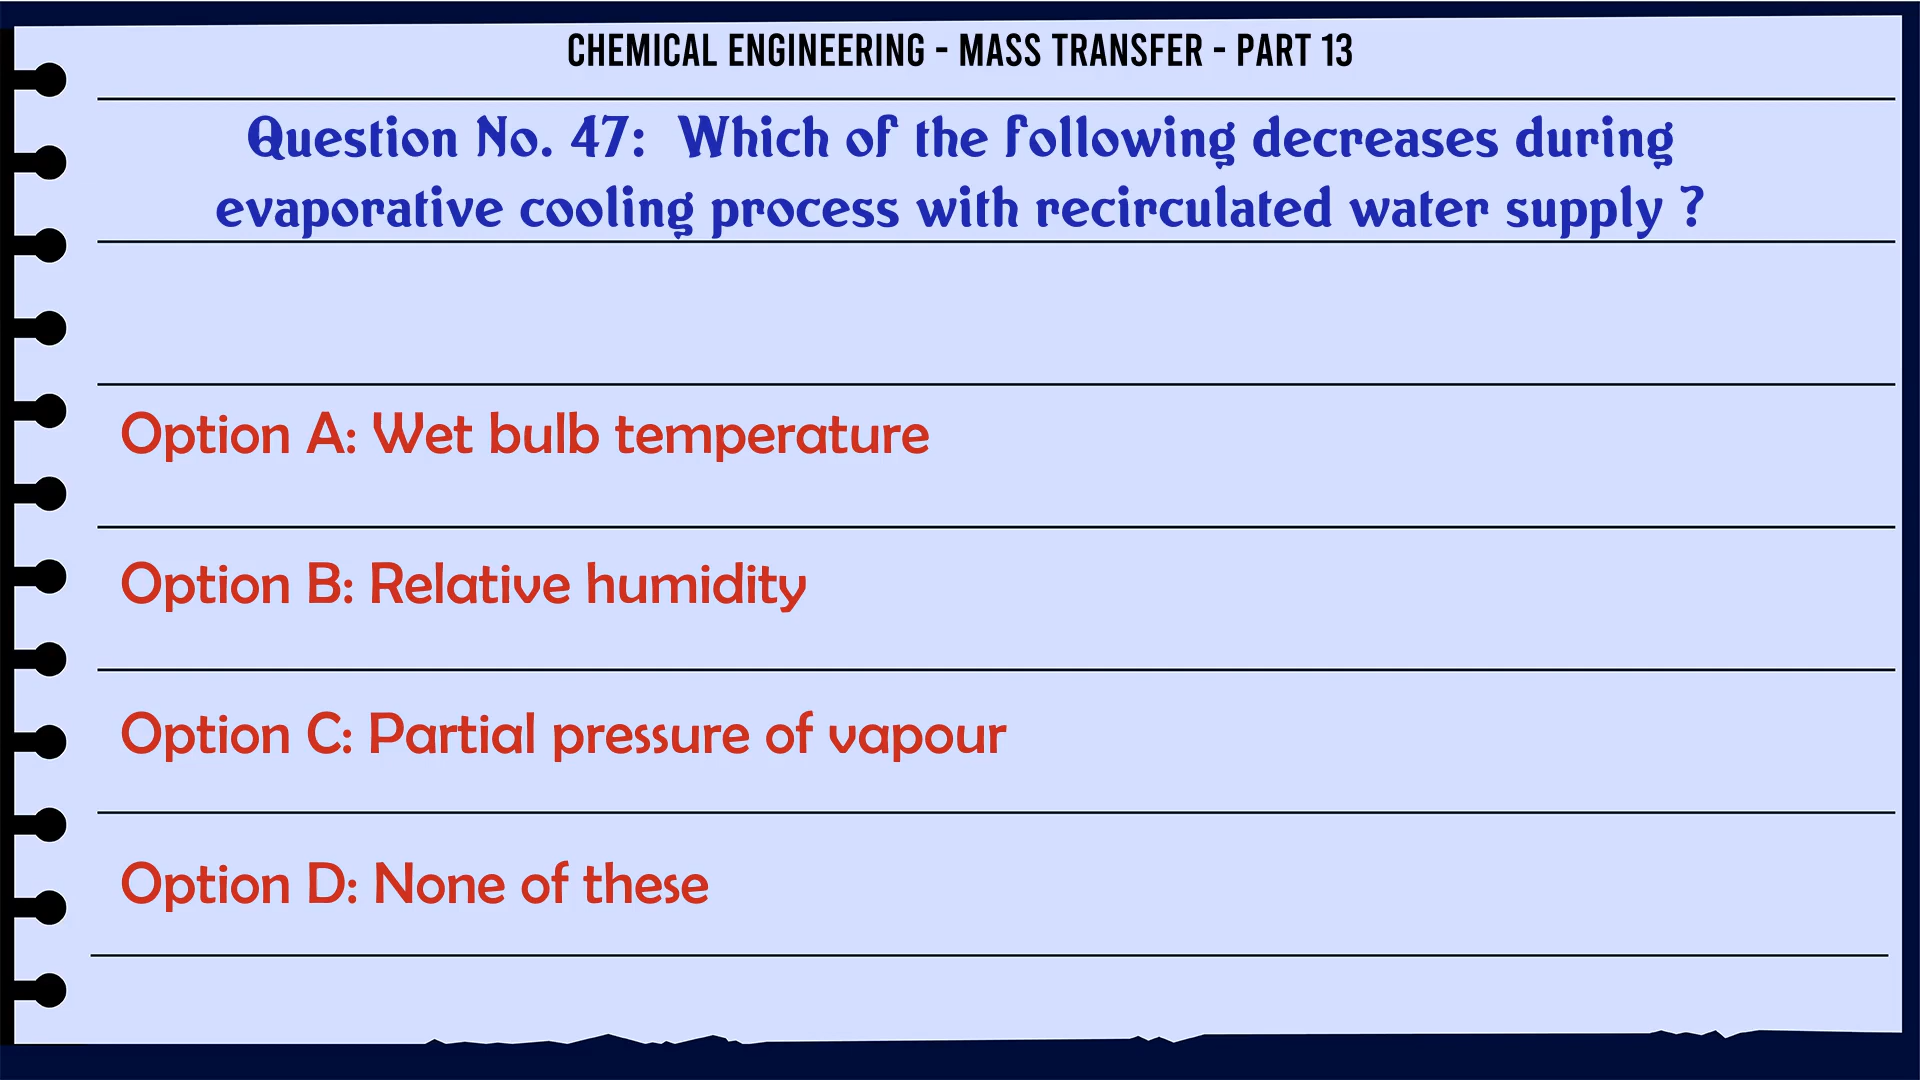 CHEMICAL ENGINEERING - MASS TRANSFER - PART 13
Question No. 47: Which of the following decreases during
evaporative cooling process with recirculated water supply ?
Option A: Wet bulb temperature
Option B: Relative humidity
Option C: Partial pressure of vapour
Option D: None of these